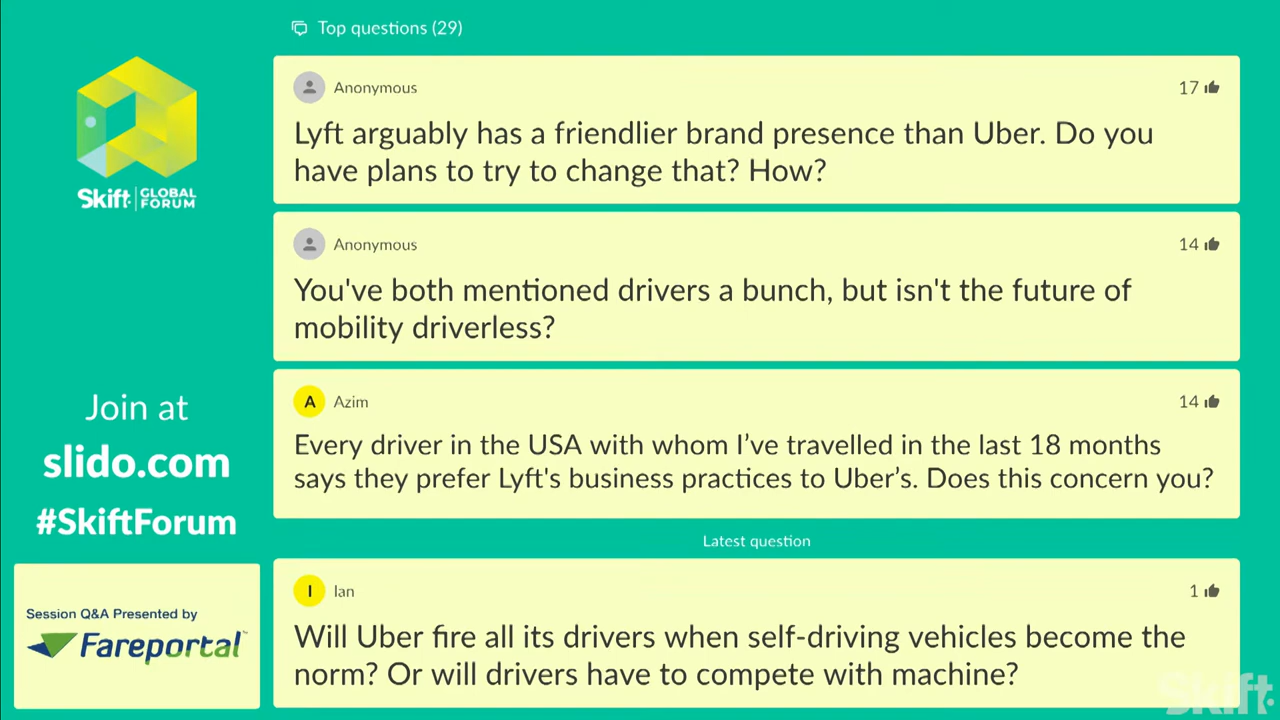 Top questions (29)
Skift
GLOBAL
FORUM
Anonymous
17
Lyft arguably has a friendlier brand presence than Uber. Do you
have plans to try to change that? How?
Anonymous
14
You've both mentioned drivers a bunch, but isn't the future of
mobility driverless?
A
Azim
14
Every driver in the USA with whom I’ve travelled in the last 18 months
says they prefer Lyft's business practices to Uber’s. Does this concern you?
Latest question
I
Ian
1
Will Uber fire all its drivers when self-driving vehicles become the
norm? Or will drivers have to compete with machine?
Join at
slido.com
#SkiftForum
Session Q&A Presented by
Fareportal™
Skift.